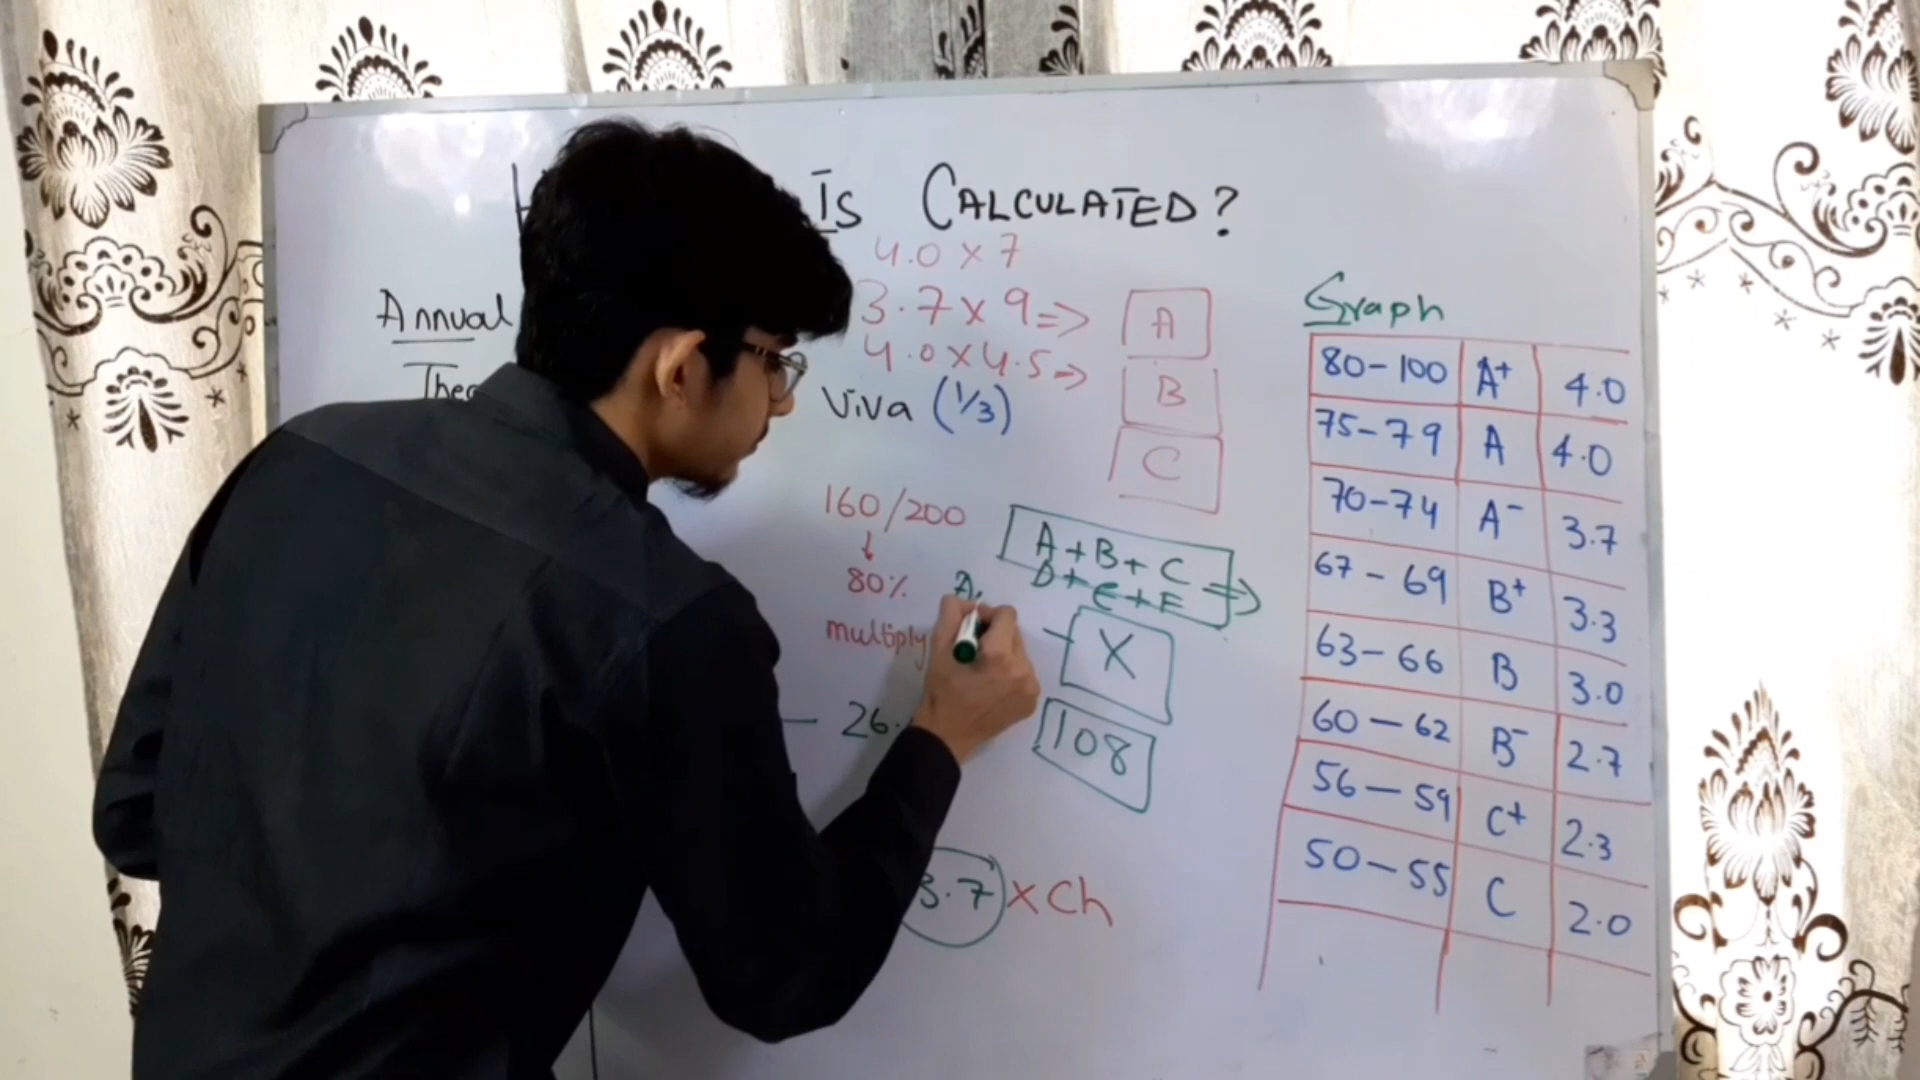 Is CALCULATED?
4.0 x 7
Annual
3.7 x 9 => A
4.0 x 4.5 => B
Viva (1/3)
C
160/200
↓
80%
multiply
A+B+C
D+E+F
X
26.
108
3.7 x Ch
Graph
80-100 A+ 4.0
75-79 A 4.0
70-74 A- 3.7
67-69 B+ 3.3
63-66 B 3.0
60-62 B- 2.7
56-59 C+ 2.3
50-55 C 2.0